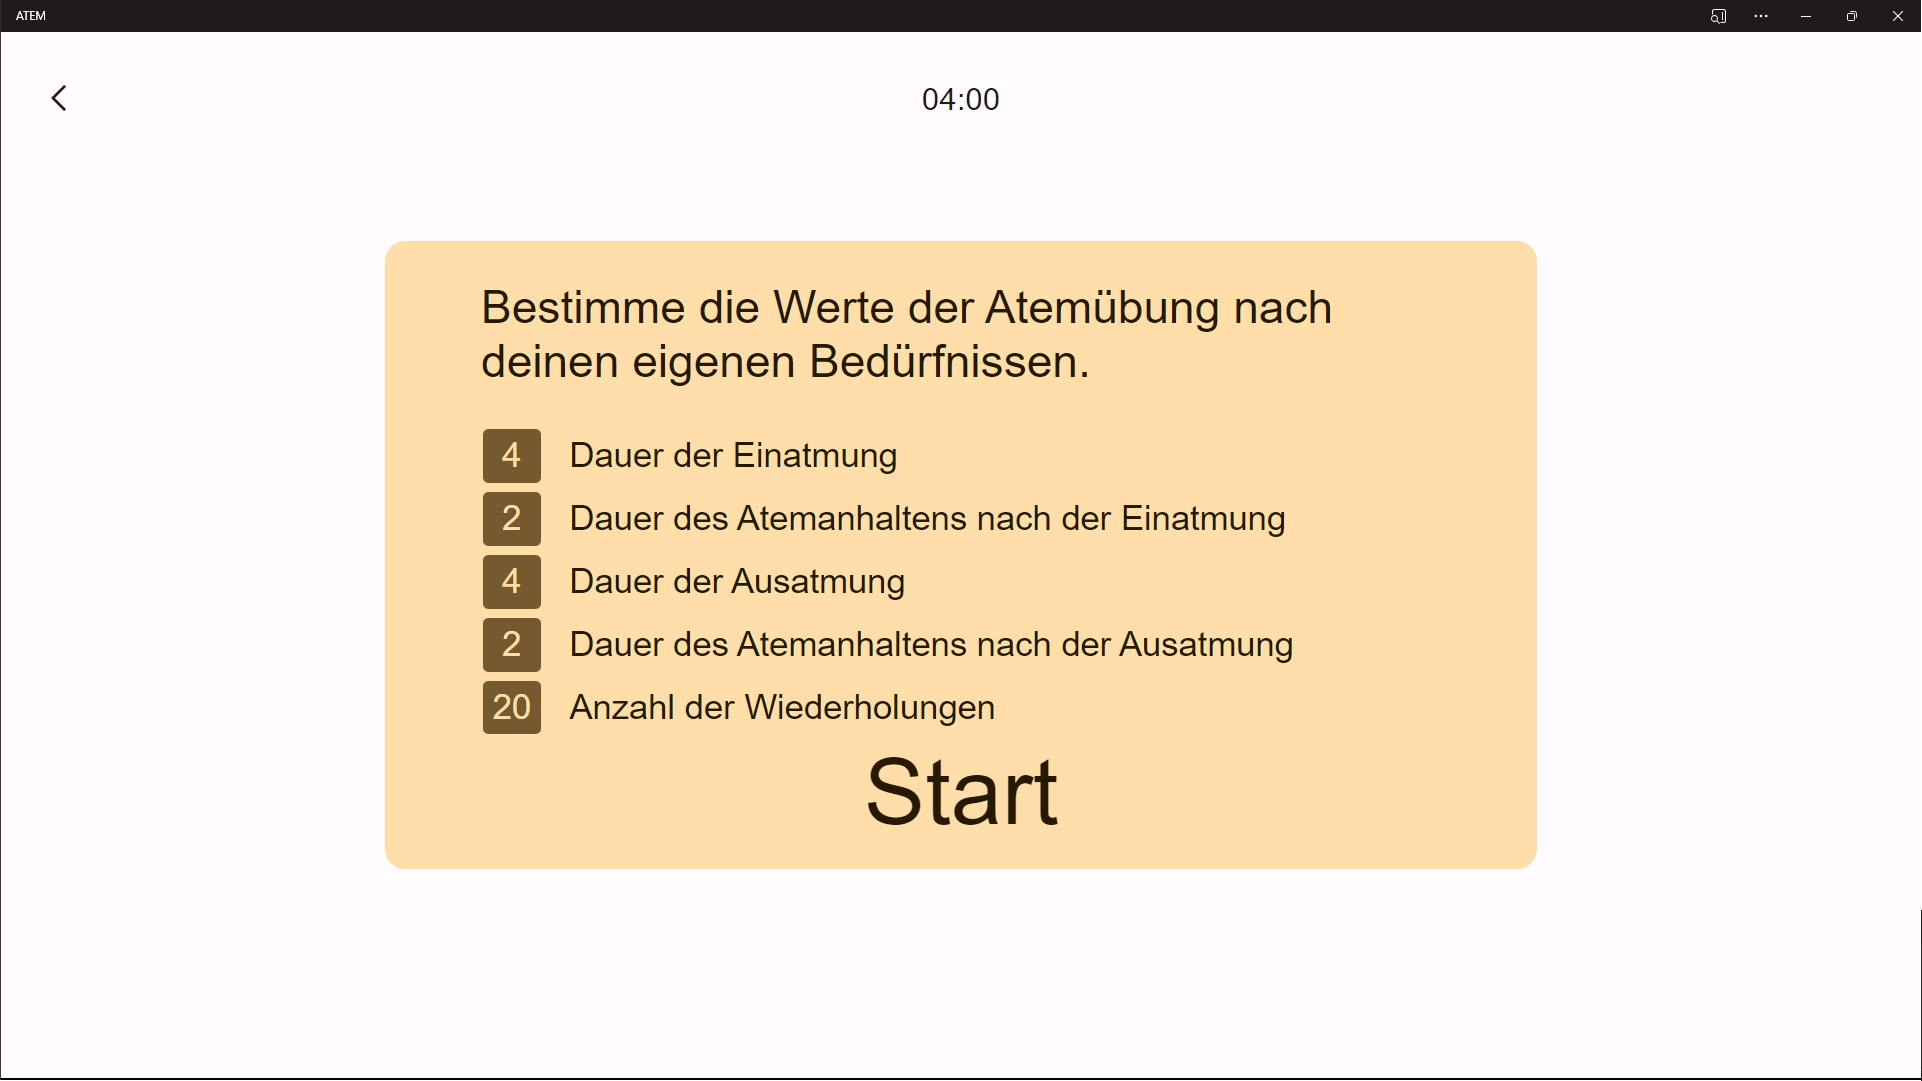 ATEM
04:00
Bestimme die Werte der Atemübung nach
deinen eigenen Bedürfnissen.
4 Dauer der Einatmung
2 Dauer des Atemanhaltens nach der Einatmung
4 Dauer der Ausatmung
2 Dauer des Atemanhaltens nach der Ausatmung
20 Anzahl der Wiederholungen
Start